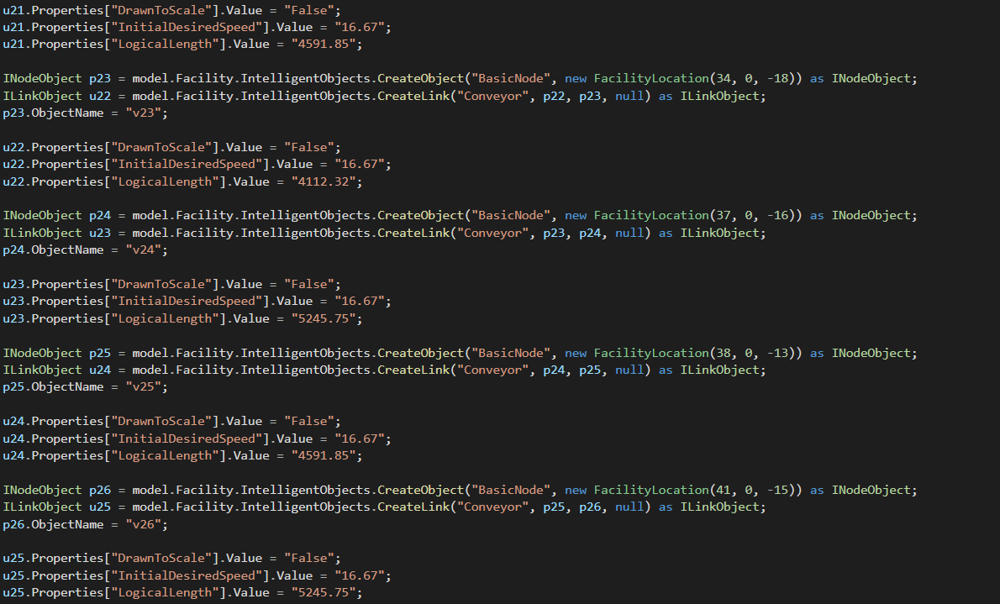 u21.Properties["DrawnToScale"].Value = "False";
u21.Properties["InitialDesiredSpeed"].Value = "16.67";
u21.Properties["LogicalLength"].Value = "4591.85";

INodeObject p23 = model.Facility.IntelligentObjects.CreateObject("BasicNode", new FacilityLocation(34, 0, -18)) as INodeObject;
ILinkObject u22 = model.Facility.IntelligentObjects.CreateLink("Conveyor", p22, p23, null) as ILinkObject;
p23.ObjectName = "v23";

u22.Properties["DrawnToScale"].Value = "False";
u22.Properties["InitialDesiredSpeed"].Value = "16.67";
u22.Properties["LogicalLength"].Value = "4112.32";

INodeObject p24 = model.Facility.IntelligentObjects.CreateObject("BasicNode", new FacilityLocation(37, 0, -16)) as INodeObject;
ILinkObject u23 = model.Facility.IntelligentObjects.CreateLink("Conveyor", p23, p24, null) as ILinkObject;
p24.ObjectName = "v24";

u23.Properties["DrawnToScale"].Value = "False";
u23.Properties["InitialDesiredSpeed"].Value = "16.67";
u23.Properties["LogicalLength"].Value = "5245.75";

INodeObject p25 = model.Facility.IntelligentObjects.CreateObject("BasicNode", new FacilityLocation(38, 0, -13)) as INodeObject;
ILinkObject u24 = model.Facility.IntelligentObjects.CreateLink("Conveyor", p24, p25, null) as ILinkObject;
p25.ObjectName = "v25";

u24.Properties["DrawnToScale"].Value = "False";
u24.Properties["InitialDesiredSpeed"].Value = "16.67";
u24.Properties["LogicalLength"].Value = "4591.85";

INodeObject p26 = model.Facility.IntelligentObjects.CreateObject("BasicNode", new FacilityLocation(41, 0, -15)) as INodeObject;
ILinkObject u25 = model.Facility.IntelligentObjects.CreateLink("Conveyor", p25, p26, null) as ILinkObject;
p26.ObjectName = "v26";

u25.Properties["DrawnToScale"].Value = "False";
u25.Properties["InitialDesiredSpeed"].Value = "16.67";
u25.Properties["LogicalLength"].Value = "5245.75";